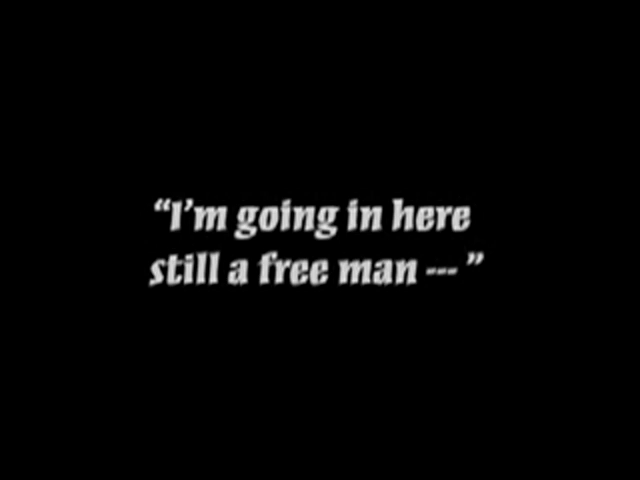 “I’m going in here
still a free man --- ”